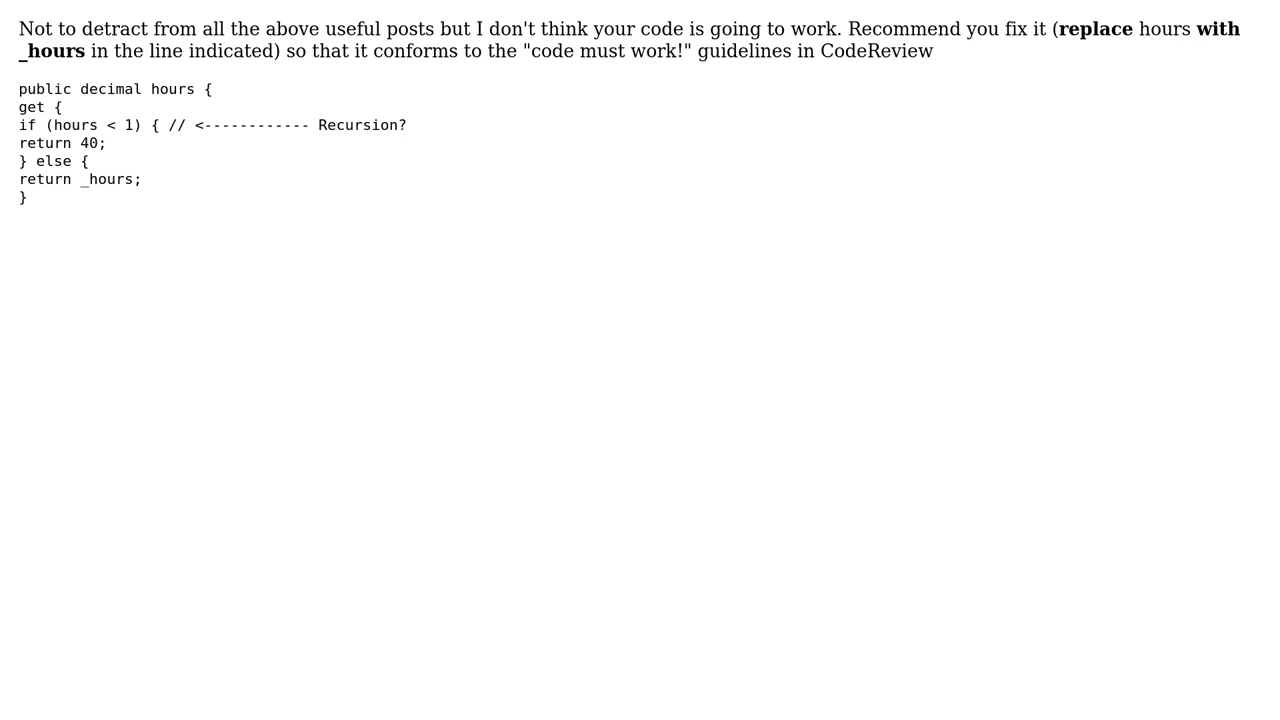 Not to detract from all the above useful posts but I don't think your code is going to work. Recommend you fix it (replace hours with
_hours in the line indicated) so that it conforms to the "code must work!" guidelines in CodeReview
public decimal hours {
get {
if (hours < 1) { // <------------ Recursion?
return 40;
} else {
return _hours;
}